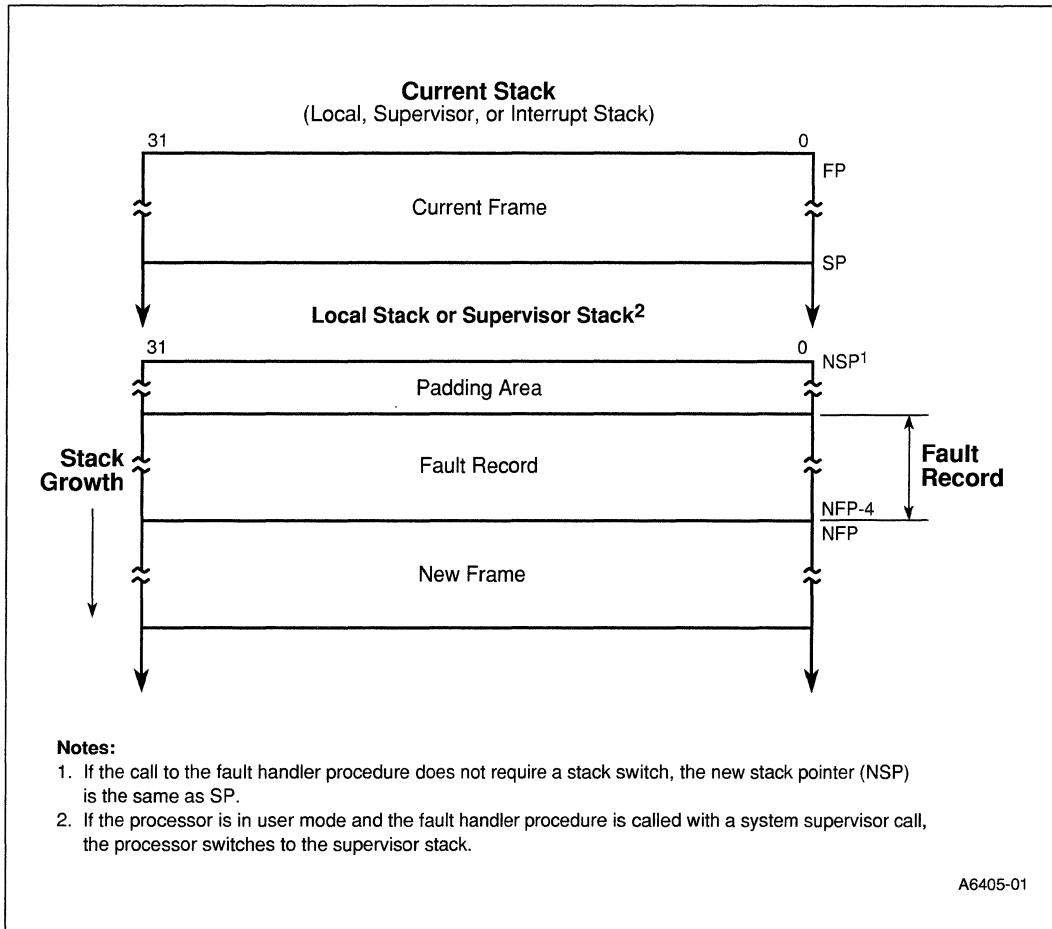 Current Stack
(Local, Supervisor, or Interrupt Stack)
31 0
FP
Current Frame
SP
Local Stack or Supervisor Stack2
31 0
NSP1
Padding Area
Stack
Growth
Fault Record
Fault
Record
NFP-4
NFP
New Frame
Notes:
1. If the call to the fault handler procedure does not require a stack switch, the new stack pointer (NSP)
is the same as SP.
2. If the processor is in user mode and the fault handler procedure is called with a system supervisor call,
the processor switches to the supervisor stack.
A6405-01